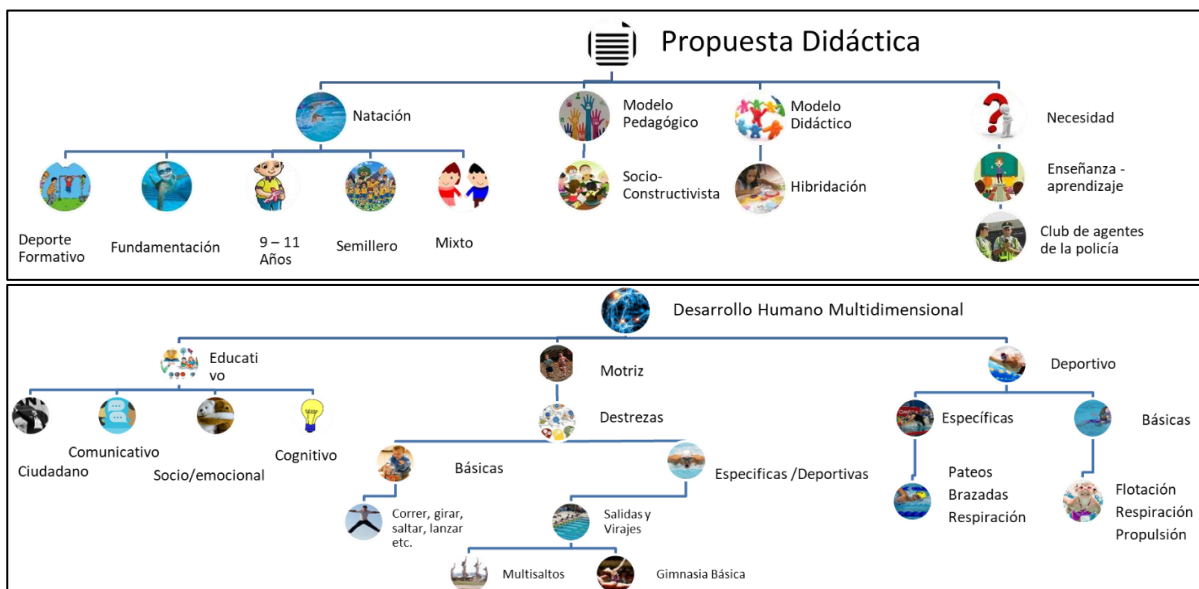 Propuesta Didáctica
Natación
Modelo
Pedagógico
Modelo
Didáctico
Necesidad
Socio-
Constructivista
Hibridación
Enseñanza -
aprendizaje
Deporte
Formativo
Fundamentación
9 – 11
Años
Semillero
Mixto
Club de agentes
de la policía
Desarrollo Humano Multidimensional
Educati
vo
Motriz
Deportivo
Ciudadano
Comunicativo
Socio/emocional
Cognitivo
Destrezas
Específicas
Básicas
Básicas
Especificas /Deportivas
Correr, girar,
saltar, lanzar
etc.
Salidas y
Virajes
Pateos
Brazadas
Respiración
Flotación
Respiración
Propulsión
Multisaltos
Gimnasia Básica